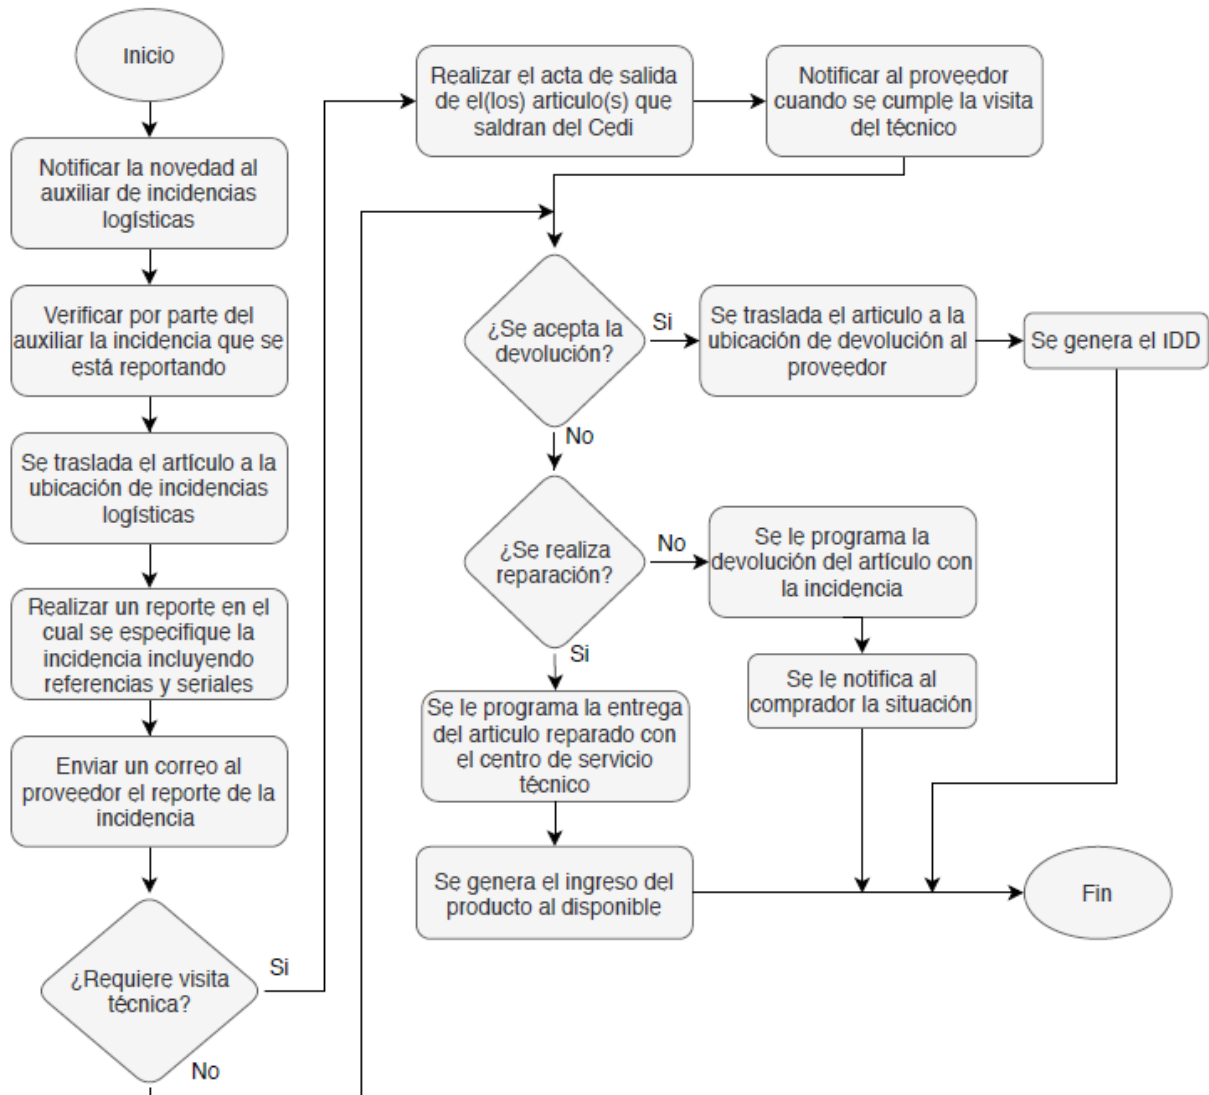 Inicio
Notificar la novedad al
auxiliar de incidencias
logísticas
Verificar por parte del
auxiliar la incidencia que se
está reportando
Se traslada el artículo a la
ubicación de incidencias
logísticas
Realizar un reporte en el
cual se especifique la
incidencia incluyendo
referencias y seriales
Enviar un correo al
proveedor el reporte de la
incidencia
¿Requiere visita
técnica?
Si
No
Realizar el acta de salida
de el(los) articulo(s) que
saldran del Cedi
Notificar al proveedor
cuando se cumple la visita
del técnico
¿Se acepta la
devolución?
Si
Se traslada el articulo a la
ubicación de devolución al
proveedor
Se genera el IDD
No
¿Se realiza
reparación?
No
Se le programa la
devolución del artículo con
la incidencia
Se le notifica al
comprador la situación
Si
Se le programa la entrega
del articulo reparado con
el centro de servicio
técnico
Se genera el ingreso del
producto al disponible
Fin